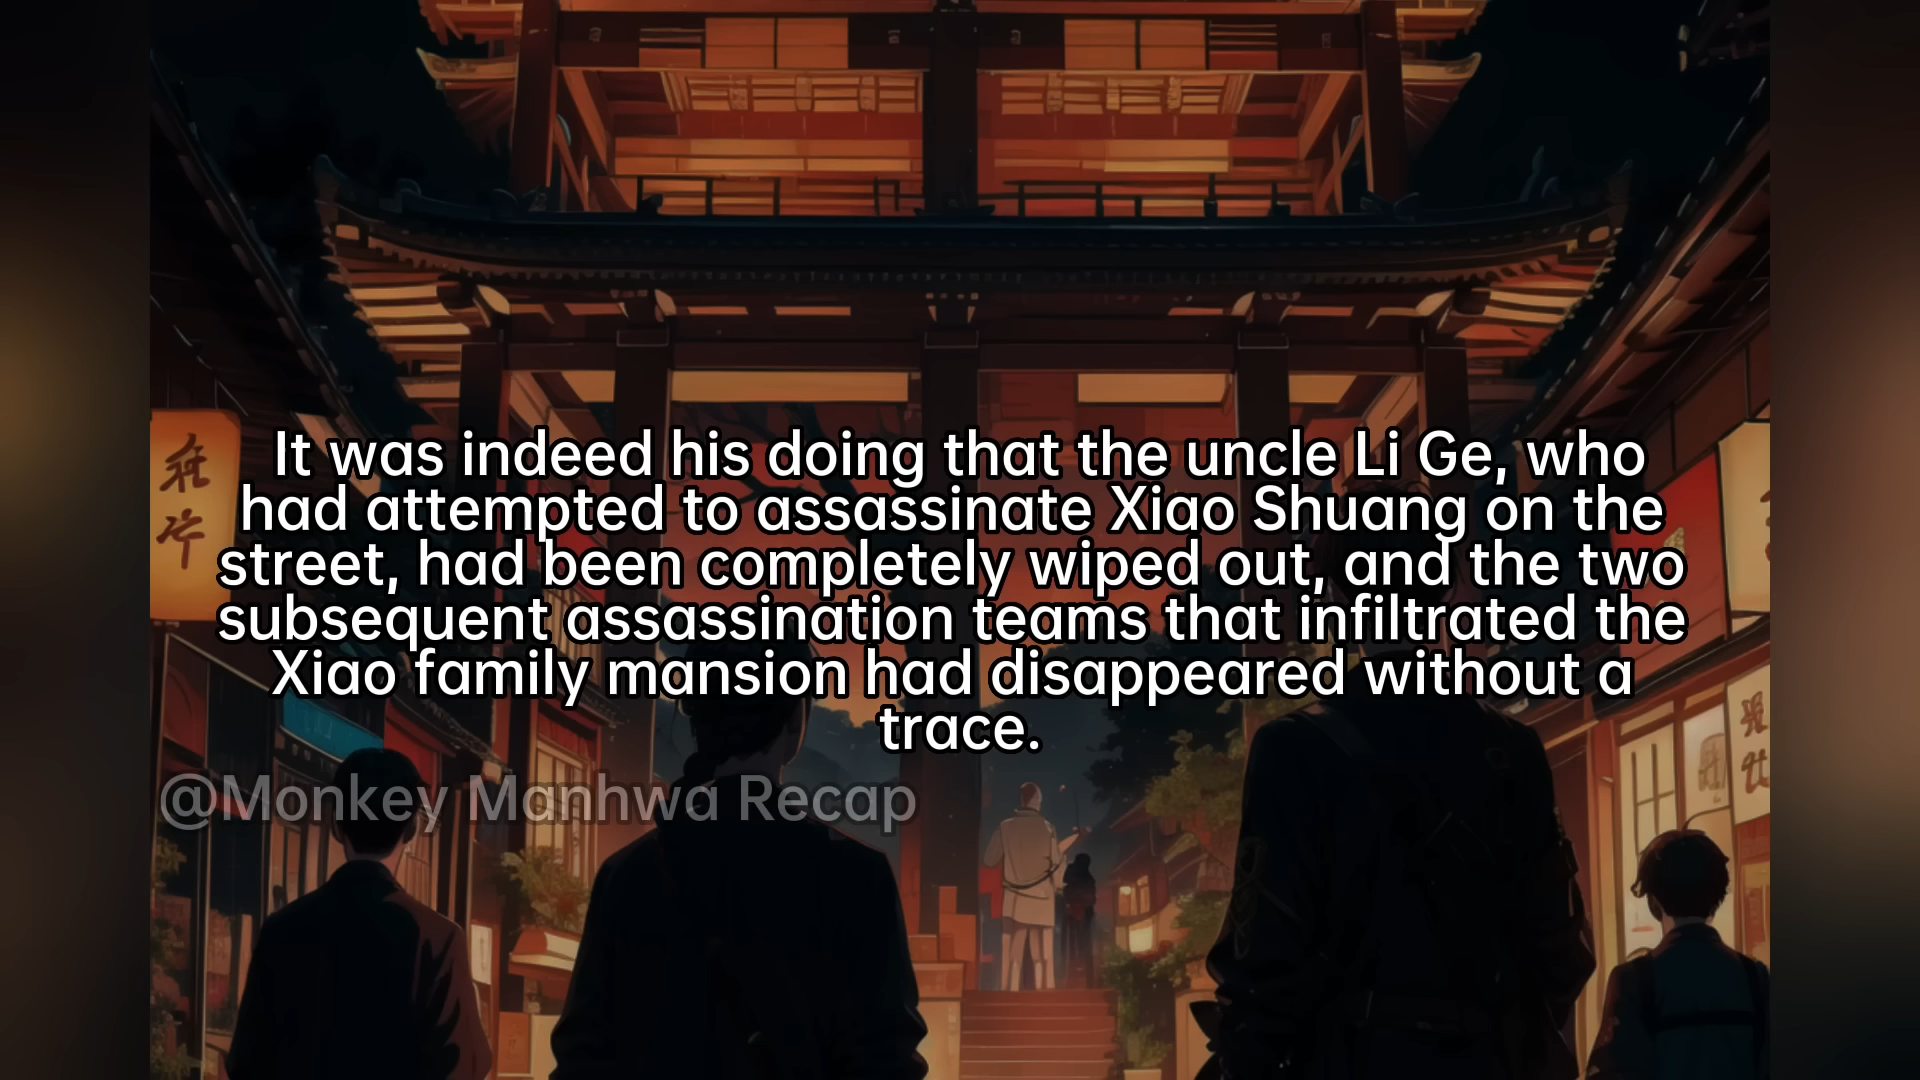 It was indeed his doing that the uncle Li Ge, who
had attempted to assassinate Xiao Shuang on the
street, had been completely wiped out, and the two
subsequent assassination teams that infiltrated the
Xiao family mansion had disappeared without a
trace.
@Monkey Manhwa Recap